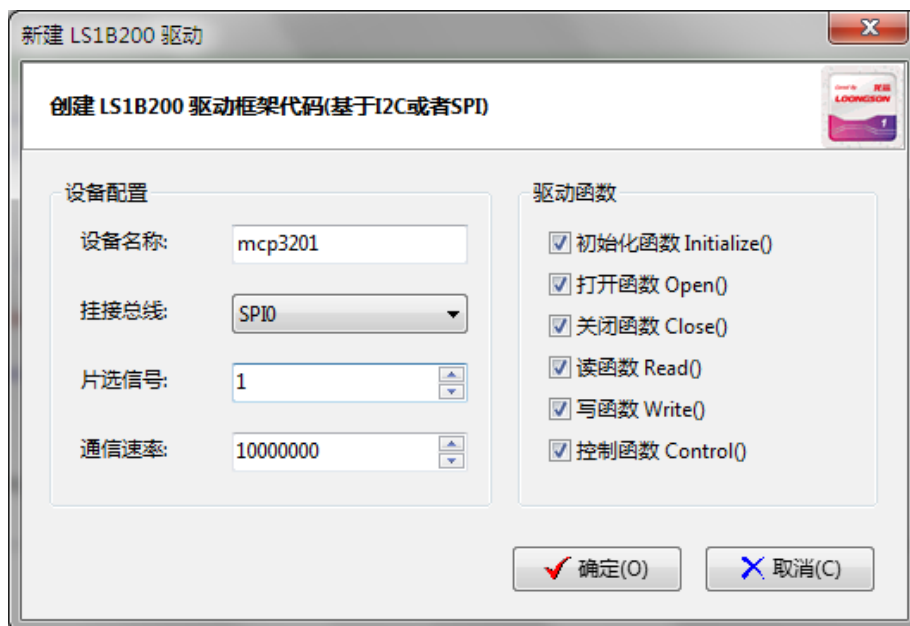 新建 LS1B200 驱动
创建 LS1B200 驱动框架代码(基于I2C或者SPI)
LOONGSON
设备配置
设备名称: mcp3201
挂接总线: SPI0
片选信号: 1
通信速率: 10000000
驱动函数
初始化函数 Initialize()
打开函数 Open()
关闭函数 Close()
读函数 Read()
写函数 Write()
控制函数 Control()
确定(O)
取消(C)